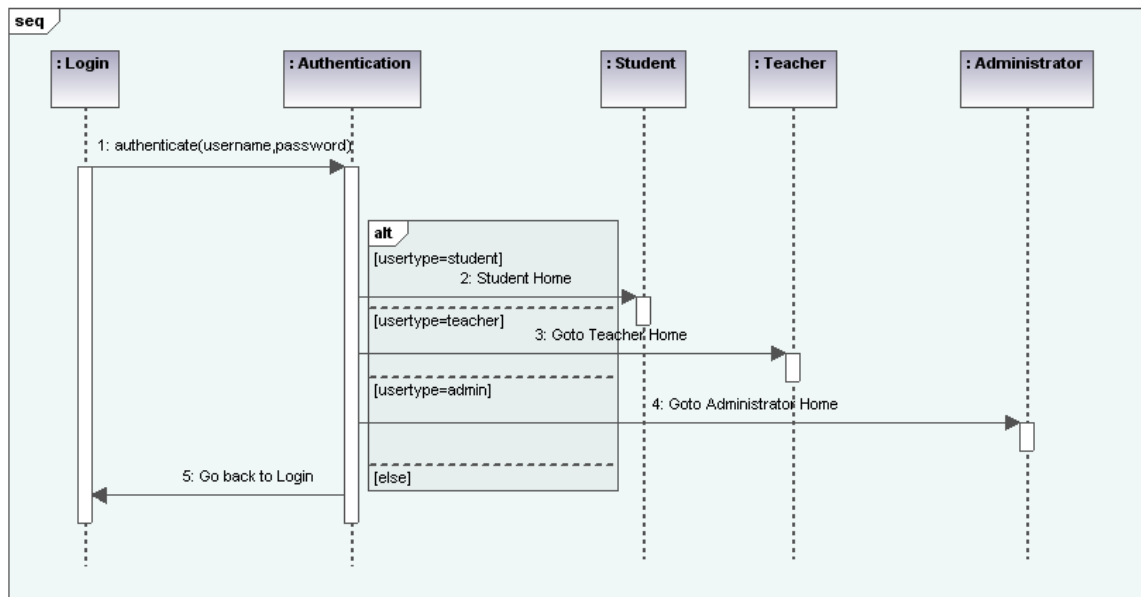 seq
: Login
: Authentication
: Student
: Teacher
: Administrator
1: authenticate(username,password)
alt
[usertype=student]
2: Student Home
[usertype=teacher]
3: Goto Teacher Home
[usertype=admin]
4: Goto Administrator Home
5: Go back to Login
[else]